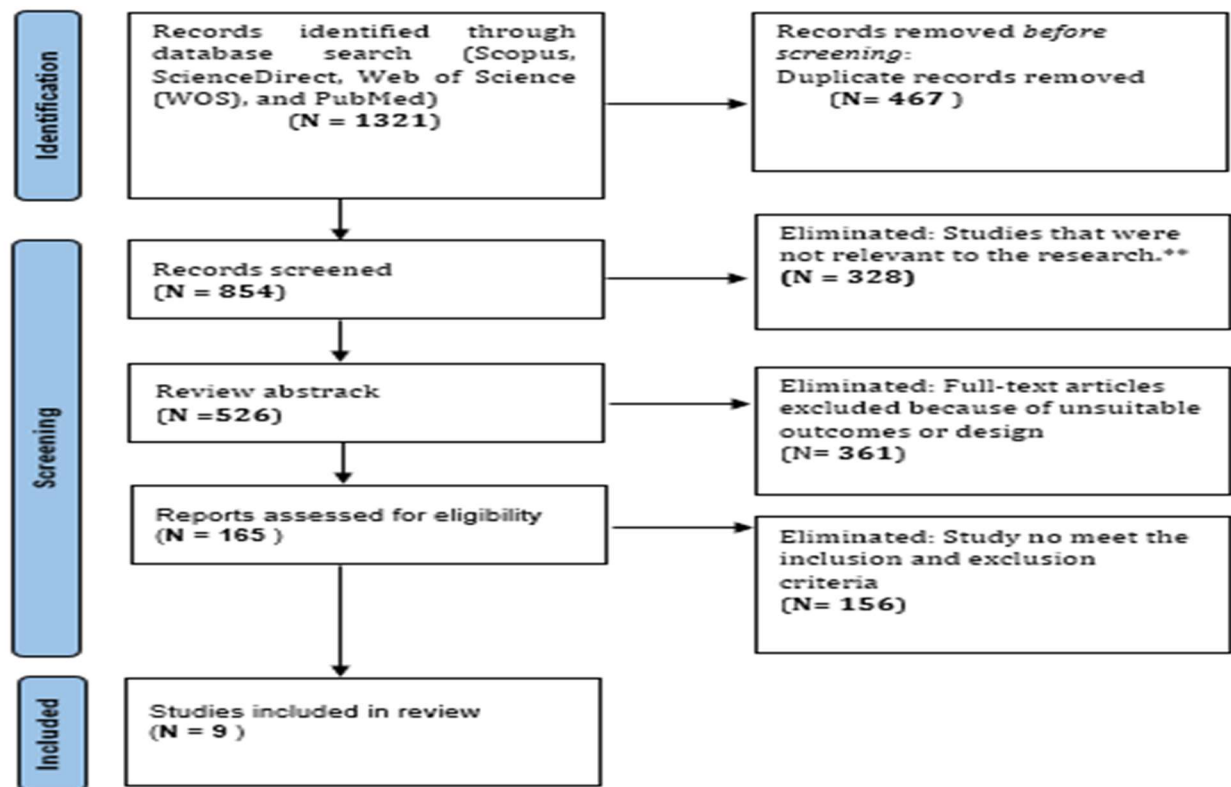 Identification
Records identified through
database search (Scopus,
ScienceDirect, Web of Science
(WOS), and PubMed)
(N = 1321)
Records removed before
screening:
Duplicate records removed
(N= 467 )
Screening
Records screened
(N = 854)
Eliminated: Studies that were
not relevant to the research.**
(N = 328)
Review abstrack
(N =526)
Eliminated: Full-text articles
excluded because of unsuitable
outcomes or design
(N= 361)
Reports assessed for eligibility
(N = 165 )
Eliminated: Study no meet the
inclusion and exclusion
criteria
(N= 156)
Included
Studies included in review
(N = 9 )